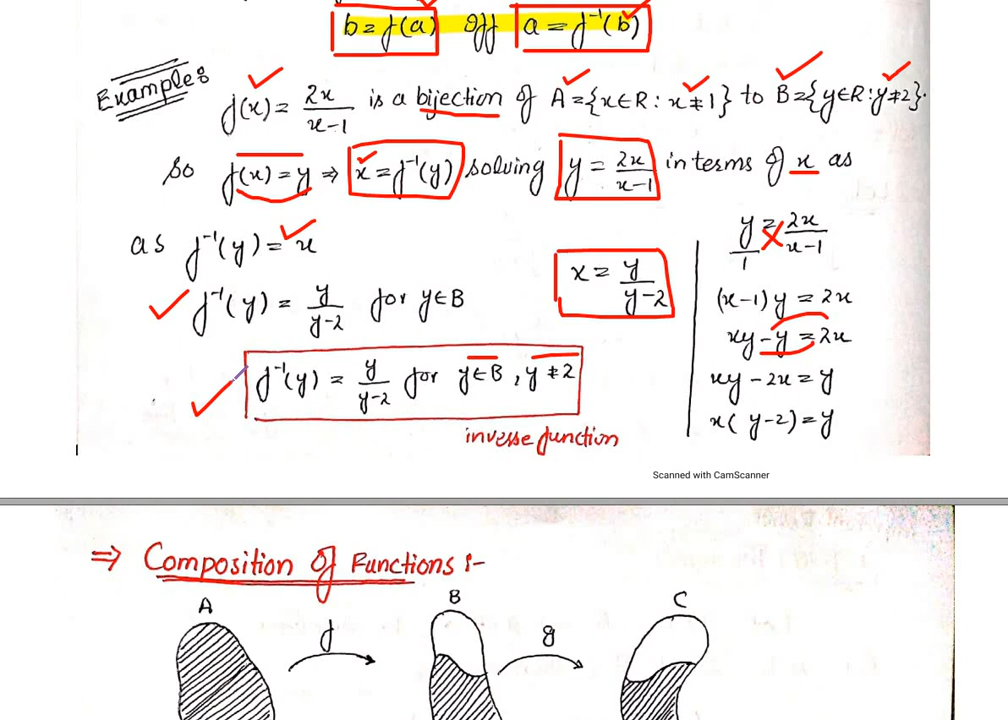 b = f(a) iff a = f⁻¹(b)
Examples
f(x) = 2x/x-1 is a bijection of A = {x∈R : x ≠ 1} to B = {y∈R : y ≠ 2}.
So f(x) = y ⇒ x = f⁻¹(y) solving y = 2x/x-1 in terms of x as
as f⁻¹(y) = x
y/1 = 2x/x-1
f⁻¹(y) = y/y-2 for y∈B
x = y/y-2
(x-1) y = 2x
xy - y = 2x
f⁻¹(y) = y/y-2 for y∈B, y ≠ 2
xy - 2x = y
x(y-2) = y
inverse function
Scanned with CamScanner
⇒ Composition of Functions :-
A B C
f g